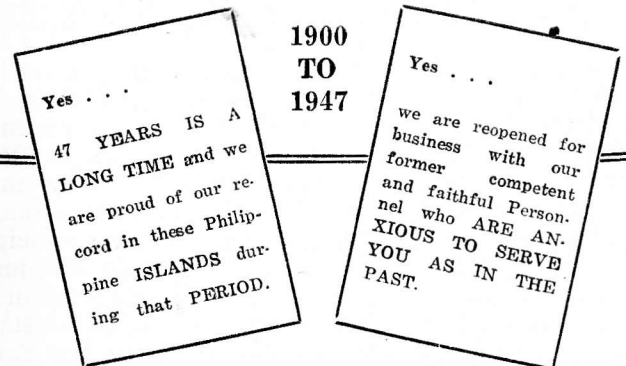 1900
TO
1947
Yes . . .
47 YEARS IS A
LONG TIME and we
are proud of our re-
cord in these Philip-
pine ISLANDS dur-
ing that PERIOD.
Yes . . .
we are reopened for
business with our
former competent
and faithful Person-
nel who ARE AN-
XIOUS TO SERVE
YOU AS IN THE
PAST.